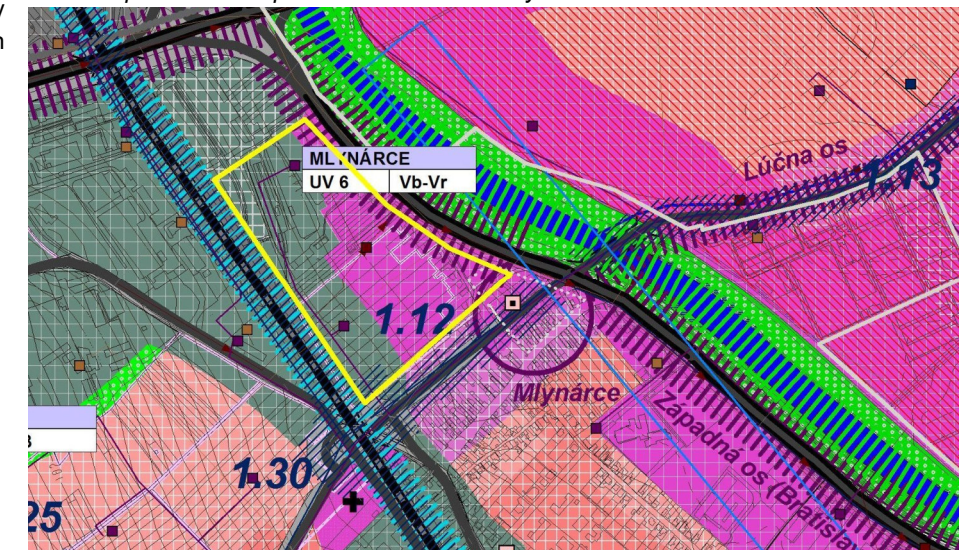 MLYNÁRCE
UV 6 Vb-Vr
Lúčna os
1.13
1.12
Mlynárce
Západná os (Bratisla
1.30
25